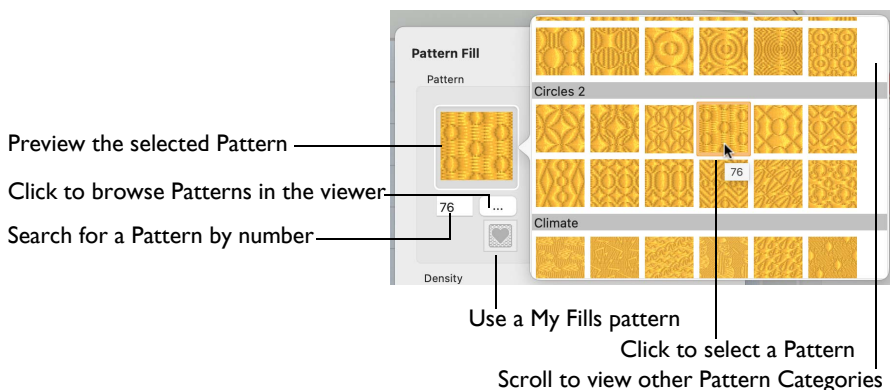 Pattern Fill
Pattern
Circles 2
Preview the selected Pattern
76
Click to browse Patterns in the viewer
76
...
Search for a Pattern by number
Climate
Density
Use a My Fills pattern
Click to select a Pattern
Scroll to view other Pattern Categories